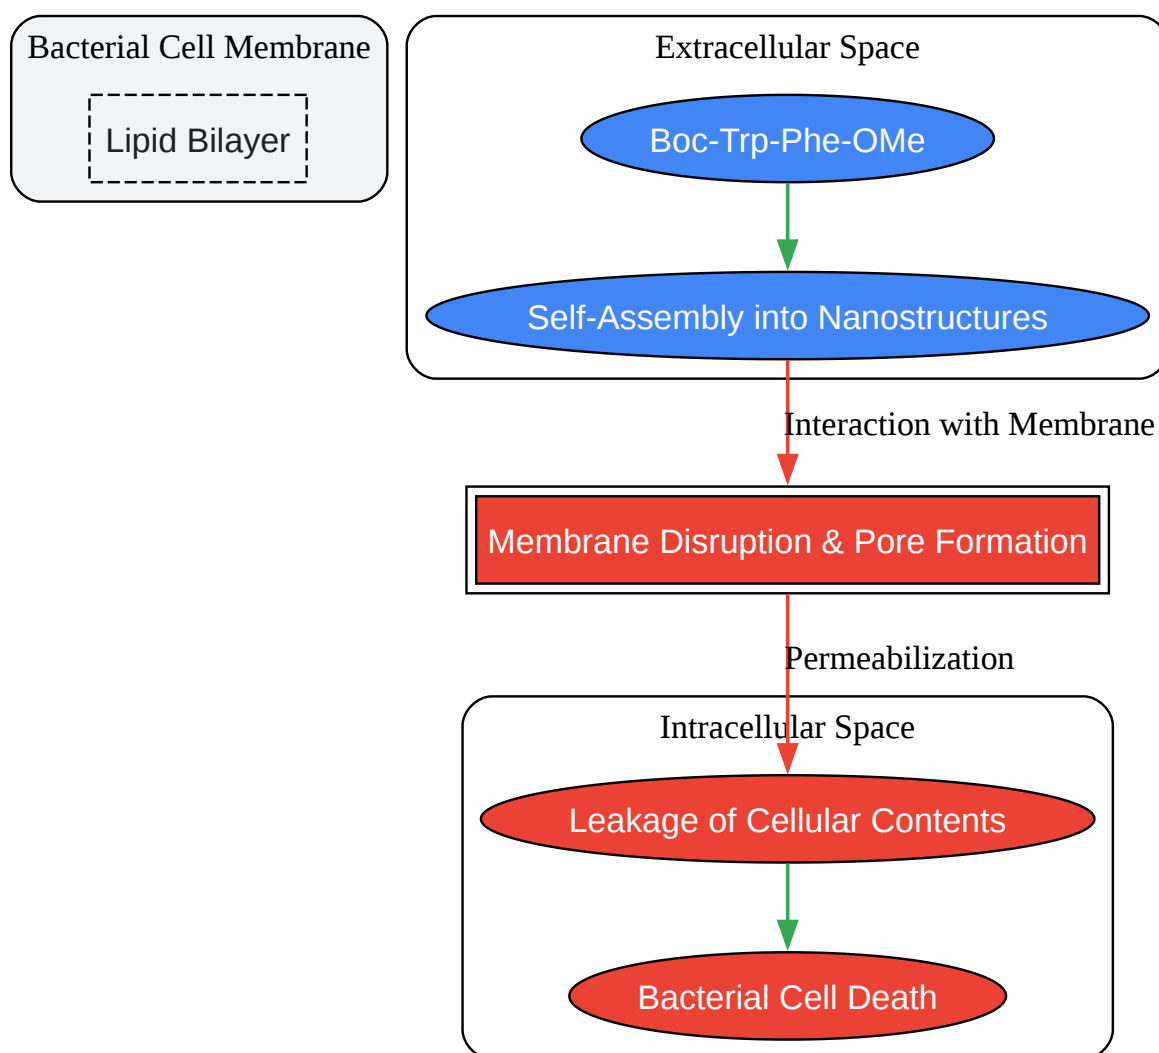 Bacterial Cell Membrane
Lipid Bilayer
Extracellular Space
Boc-Trp-Phe-OMe
Self-Assembly into Nanostructures
Interaction with Membrane
Membrane Disruption & Pore Formation
Permeabilization
Intracellular Space
Leakage of Cellular Contents
Bacterial Cell Death